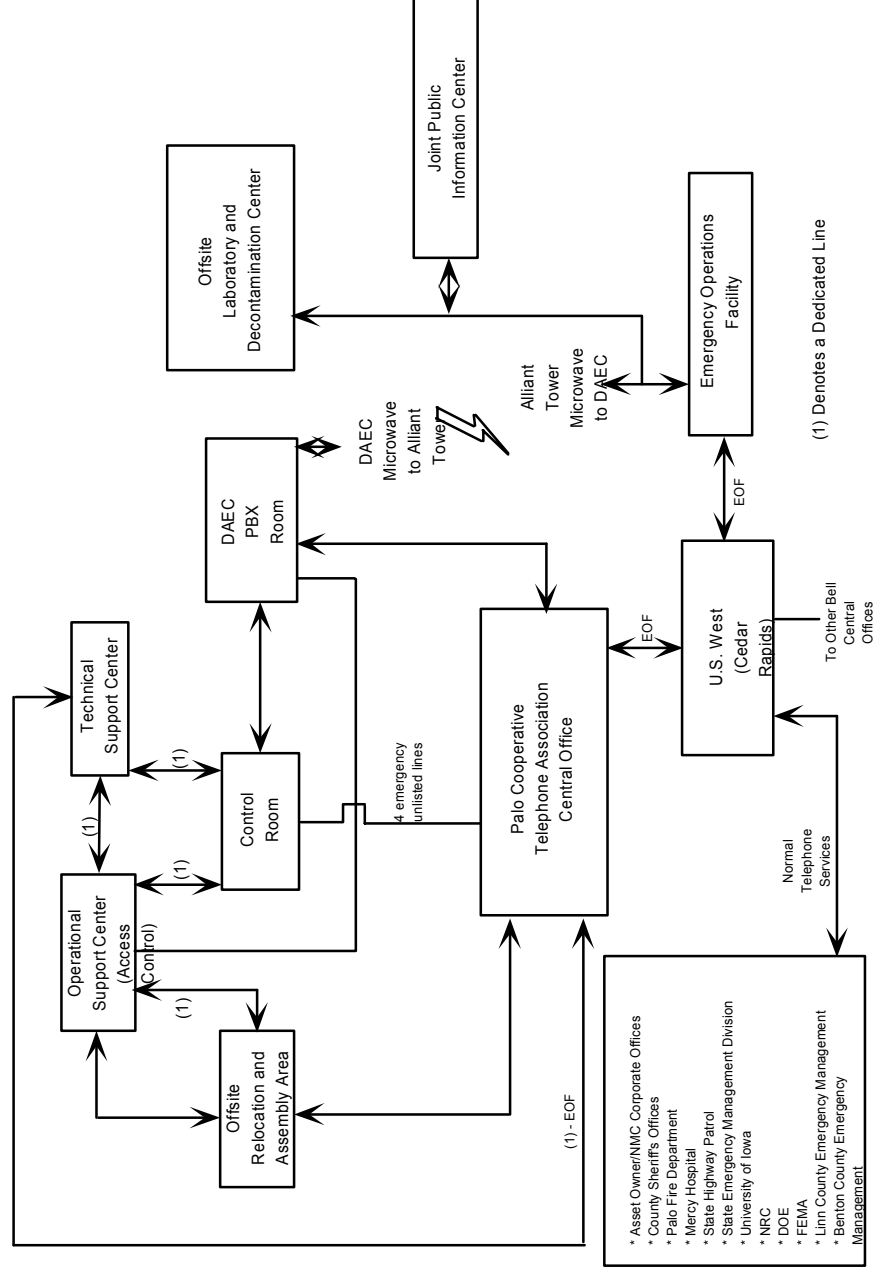 Technical
Support Center
Operational
Support Center
(Access
Control)
(1)
(1)
(1)
(1)
Control
Room
DAEC
PBX
Room
Offsite
Laboratory and
Decontamination Center
Offsite
Relocation and
Assembly Area
4 emergency
unlisted lines
DAEC
Microwave
to Alliant
Tower
Joint Public
Information Center
Palo Cooperative
Telephone Association
Central Office
Alliant
Tower
Microwave
to DAEC
(1) - EOF
EOF
U.S. West
(Cedar
Rapids)
EOF
Emergency Operations
Facility
Normal
Telephone
Services
To Other Bell
Central
Offices
* Asset Owner/NMC Corporate Offices
* County Sheriff's Offices
* Palo Fire Department
* Mercy Hospital
* State Highway Patrol
* State Emergency Management Division
* University of Iowa
* NRC
* DOE
* FEMA
* Linn County Emergency Management
* Benton County Emergency
Management
(1) Denotes a Dedicated Line